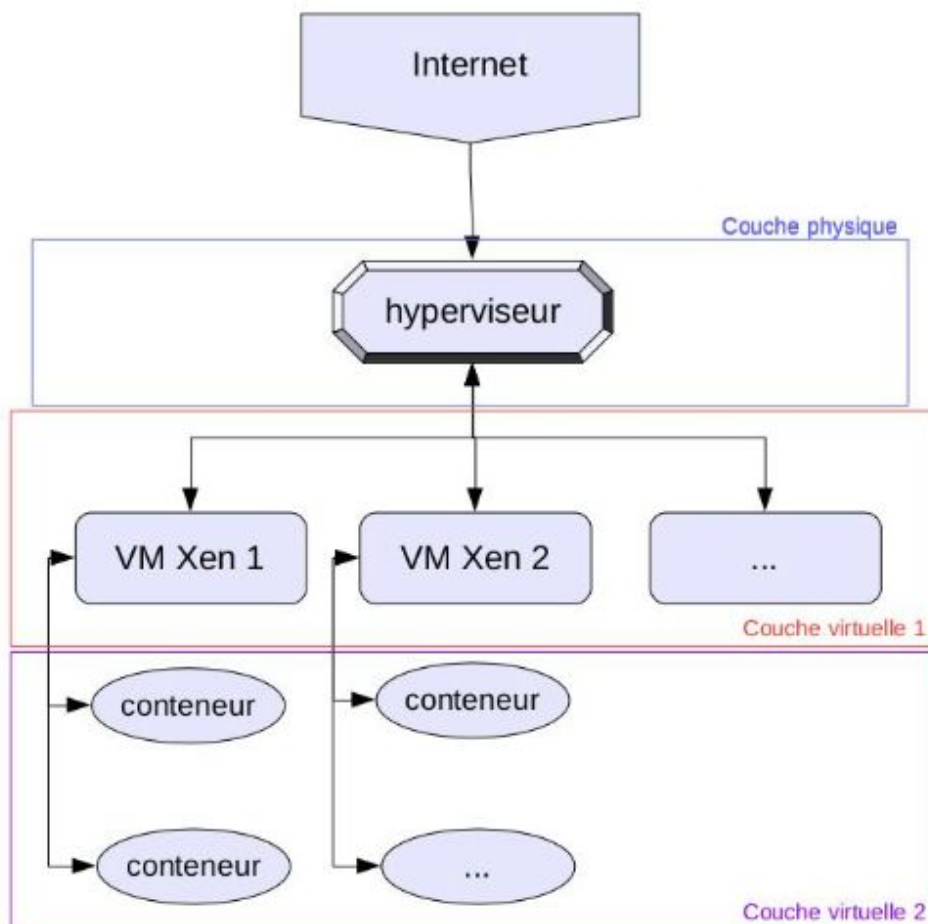 Internet
Couche physique
hyperviseur
VM Xen 1
VM Xen 2
...
Couche virtuelle 1
conteneur
conteneur
conteneur
...
Couche virtuelle 2